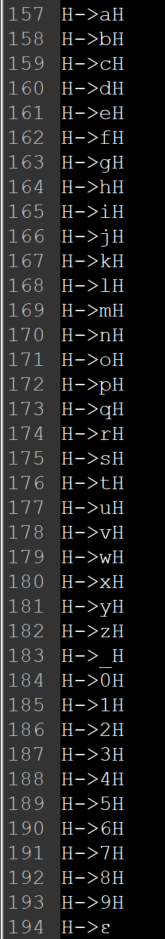 157 H->aH
158 H->bH
159 H->cH
160 H->dH
161 H->eH
162 H->fH
163 H->gH
164 H->hH
165 H->iH
166 H->jH
167 H->kH
168 H->lH
169 H->mH
170 H->nH
171 H->oH
172 H->pH
173 H->qH
174 H->rH
175 H->sH
176 H->tH
177 H->uH
178 H->vH
179 H->wH
180 H->xH
181 H->yH
182 H->zH
183 H->_H
184 H->0H
185 H->1H
186 H->2H
187 H->3H
188 H->4H
189 H->5H
190 H->6H
191 H->7H
192 H->8H
193 H->9H
194 H->ε